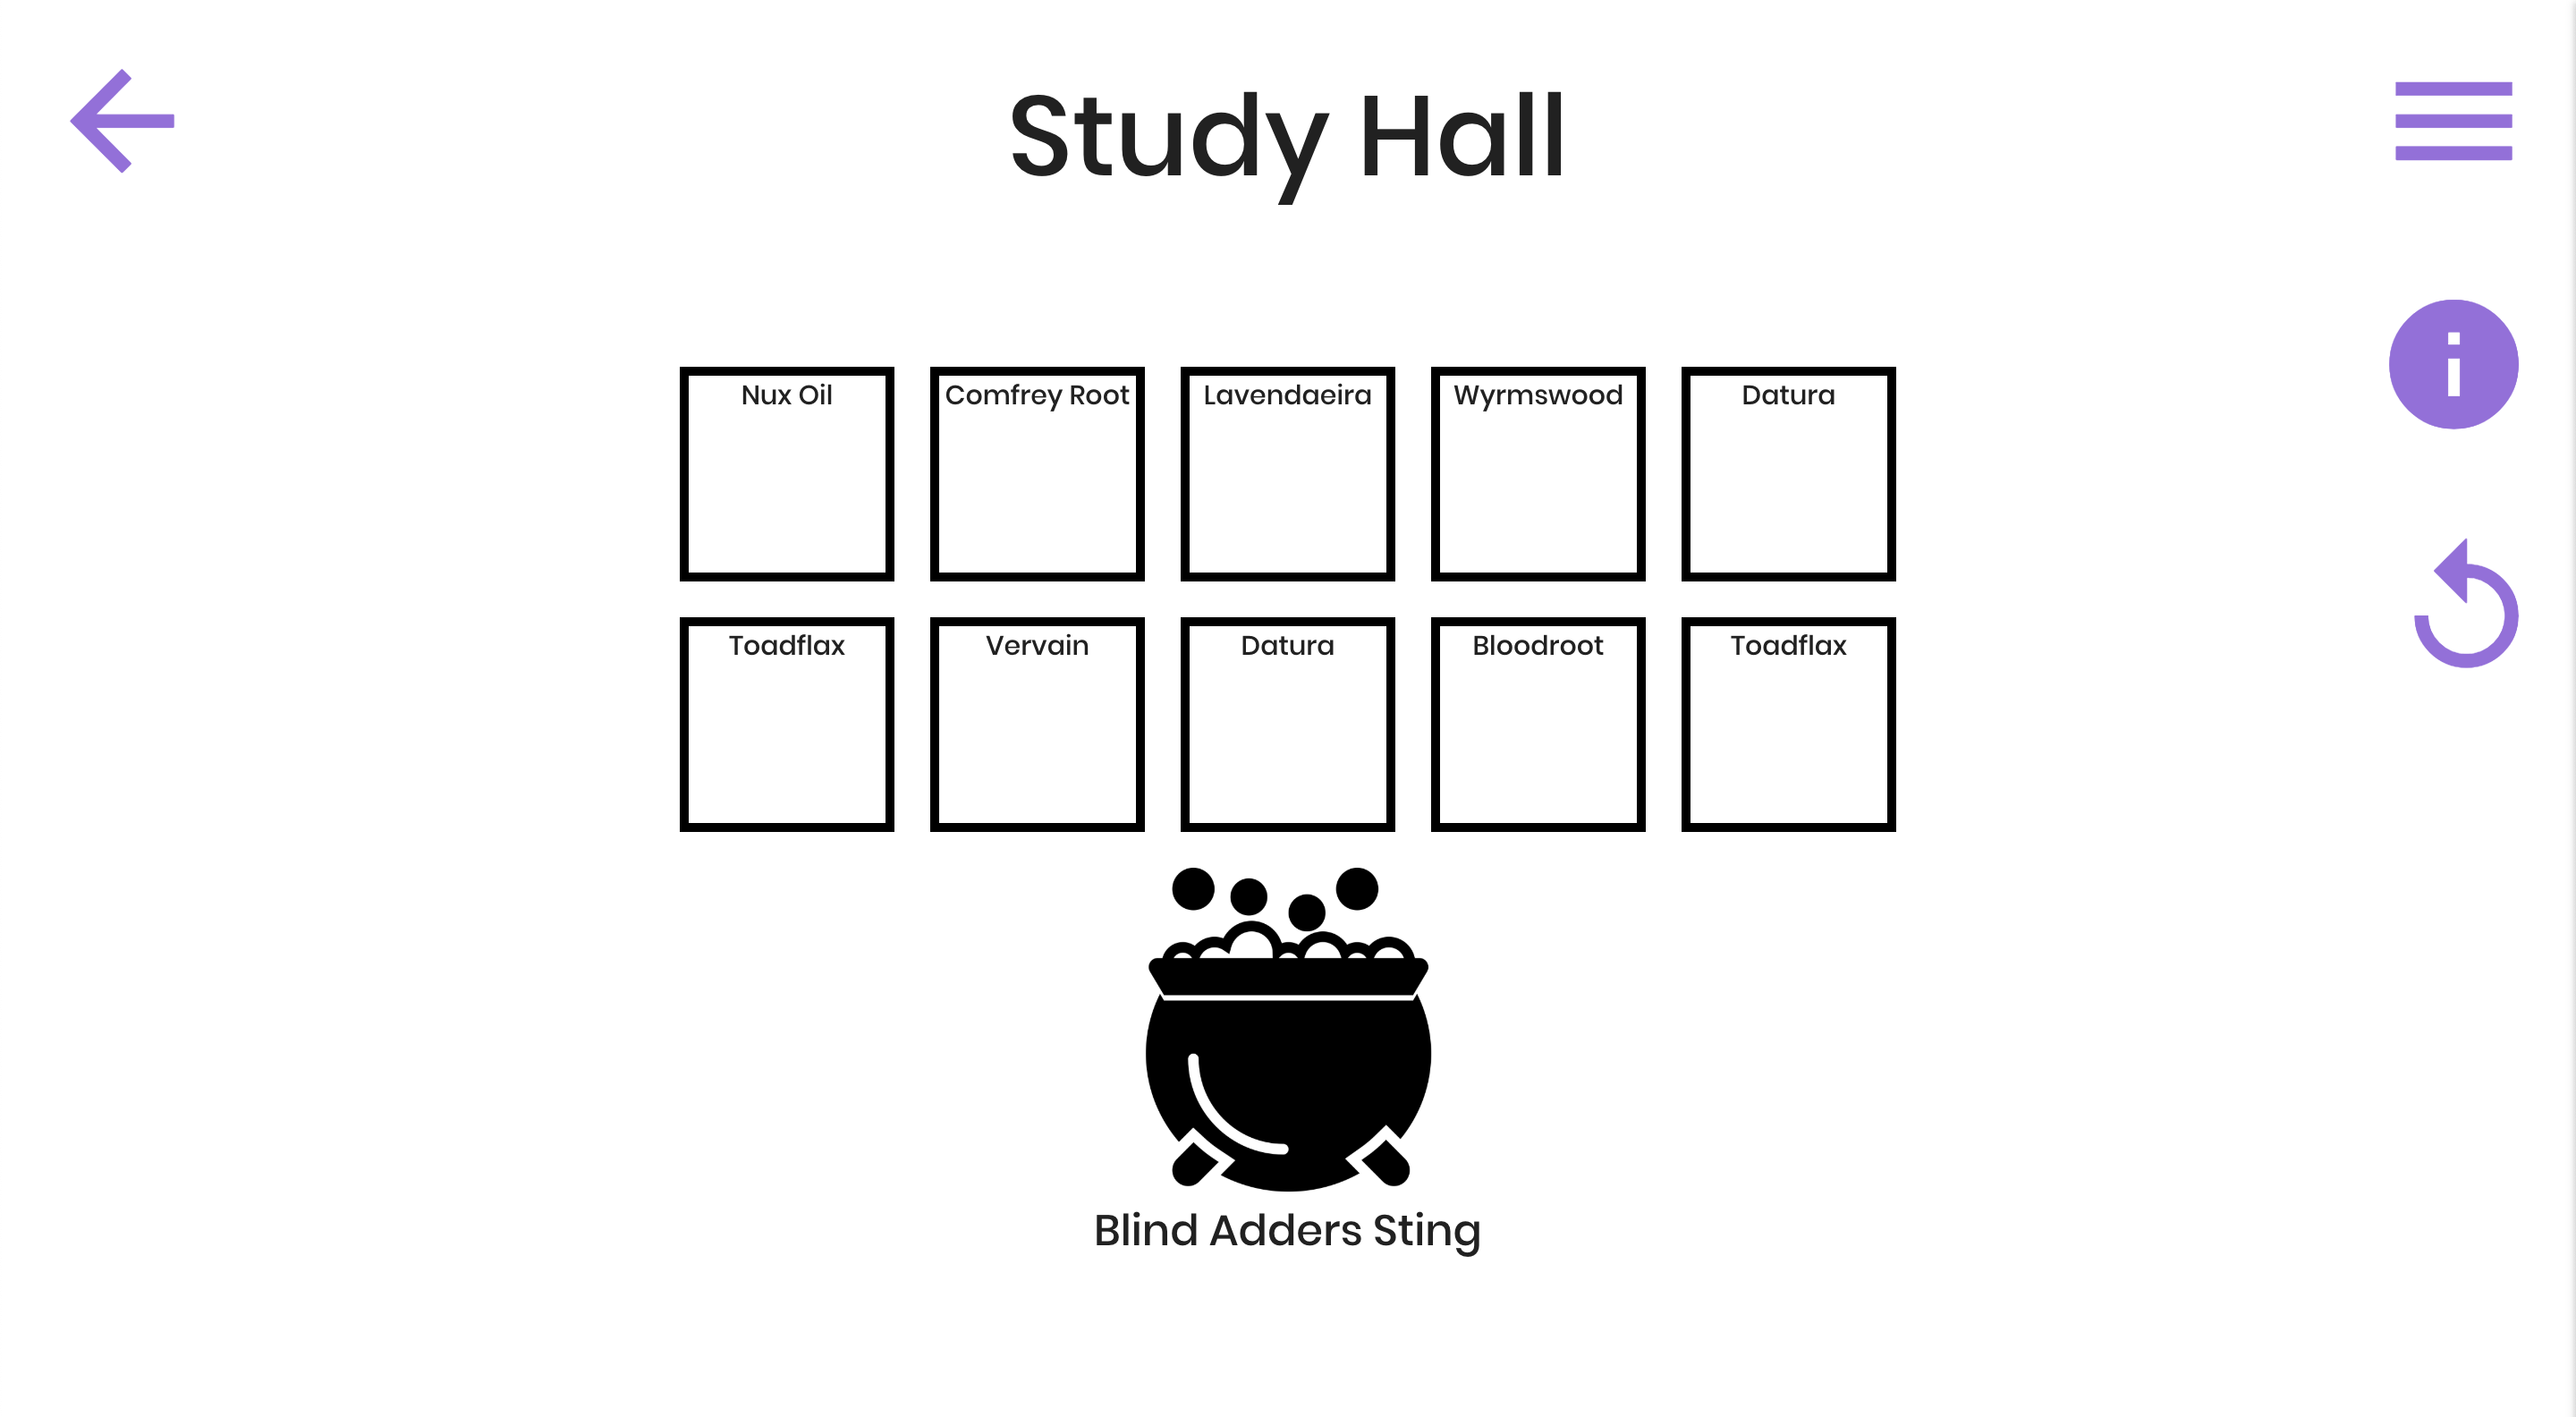 Study Hall
Nux Oil
Comfrey Root
Lavendaeira
Wyrmswood
Datura
Toadflax
Vervain
Datura
Bloodroot
Toadflax
Blind Adders Sting